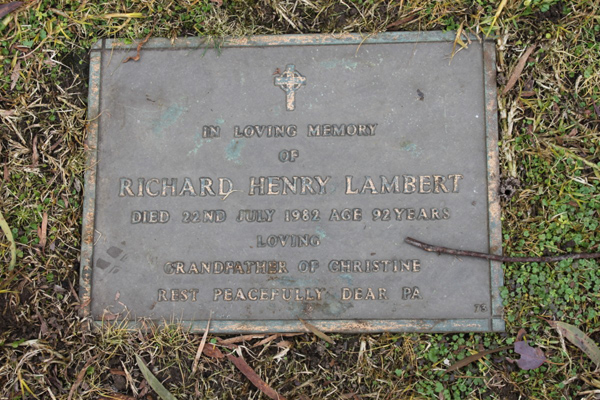 IN LOVING MEMORY
OF
RICHARD HENRY LAMBERT
DIED 22ND JULY 1982 AGE 92 YEARS
LOVING
GRANDFATHER OF CHRISTINE
REST PEACEFULLY DEAR PA